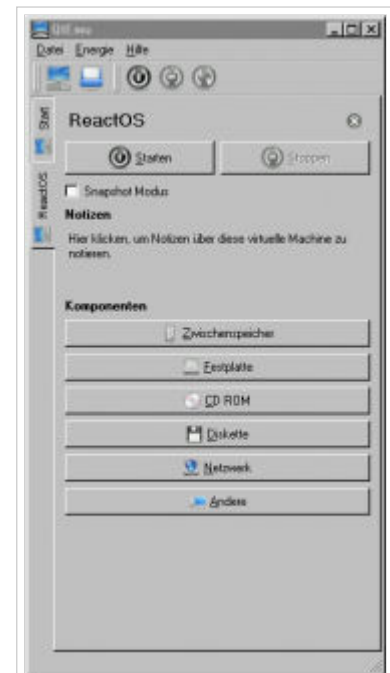 QtEmu
Datei Energie Hilfe
Start
ReactOS
ReactOS
Starten
Stoppen
Snapshot Modus
Notizen
Hier klicken, um Notizen über diese virtuelle Machine zu
notieren.
Komponenten
Zwischenspeicher
Festplatte
CD ROM
Diskette
Netzwerk
Andere